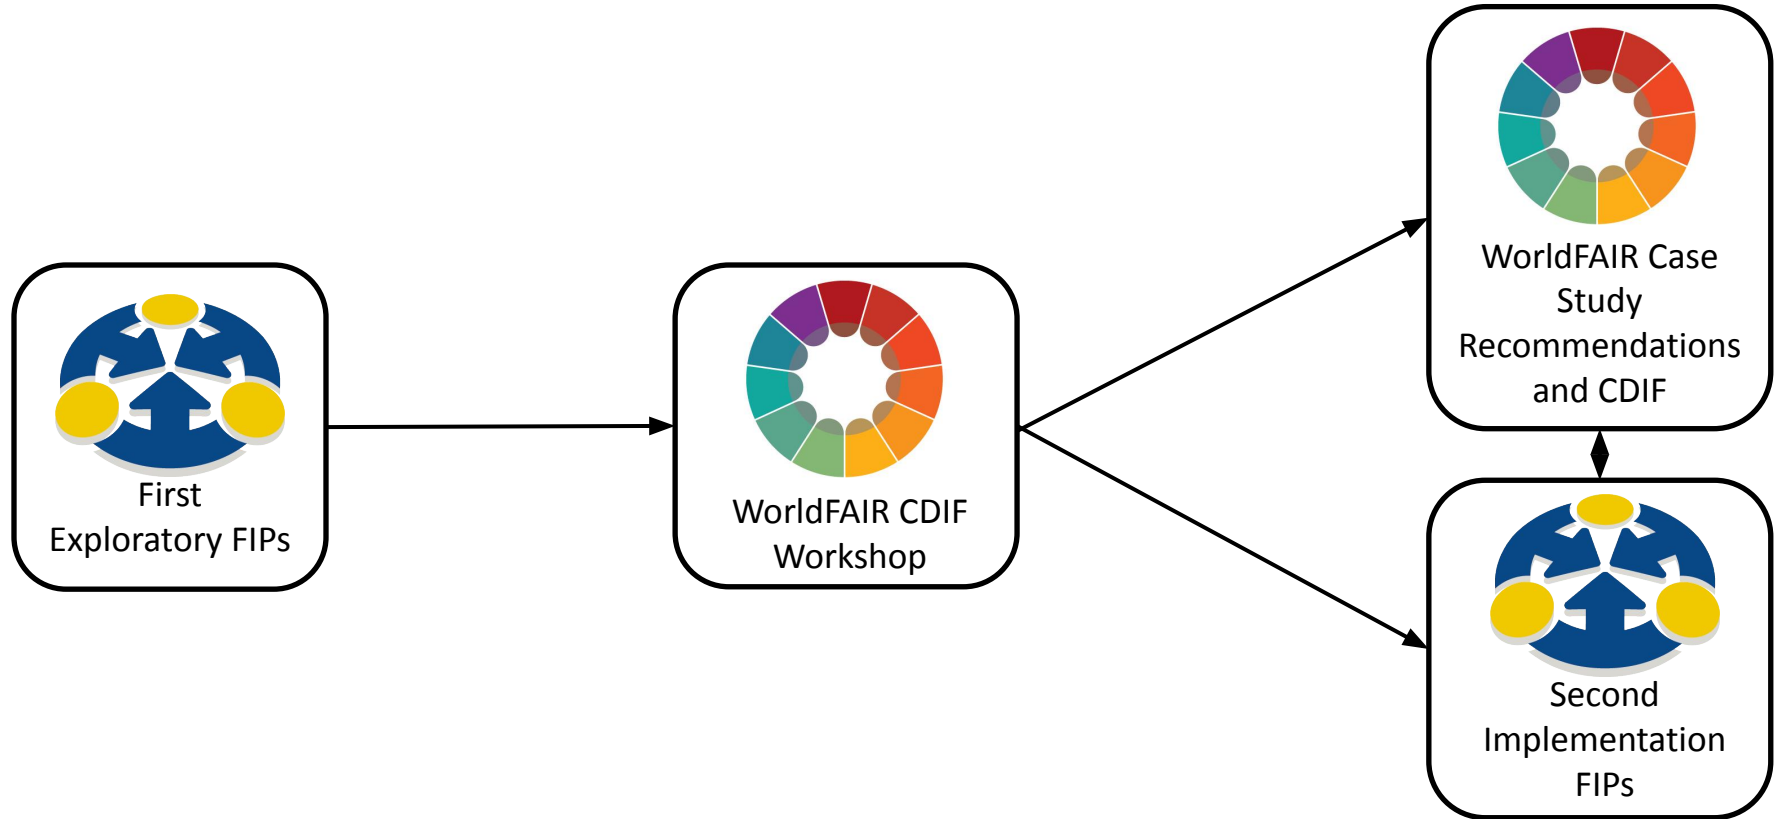 First
Exploratory FIPs
WorldFAIR CDIF
Workshop
WorldFAIR Case
Study
Recommendations
and CDIF
Second
Implementation
FIPs